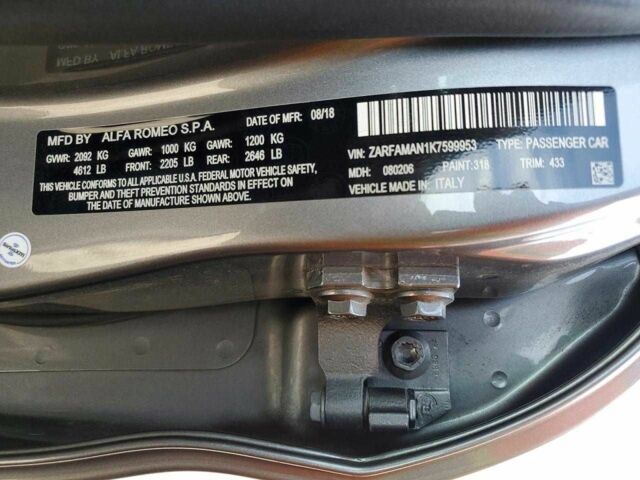 MFD BY ALFA ROMEO S.P.A. DATE OF MFR: 08/18
GVWR: 2092 KG GAWR: 1000 KG GAWR: 1200 KG
4612 LB FRONT: 2205 LB REAR: 2646 LB
THIS VEHICLE CONFORMS TO ALL APPLICABLE U.S.A. FEDERAL MOTOR VEHICLE SAFETY,
BUMPER AND THEFT PREVENTION STANDARDS IN EFFECT ON
THE DATE OF MANUFACTURE SHOWN ABOVE.
VIN: ZARFAMAN1K7599953 TYPE: PASSENGER CAR
MDH: 080206 PAINT: 318 TRIM: 433
VEHICLE MADE IN: ITALY